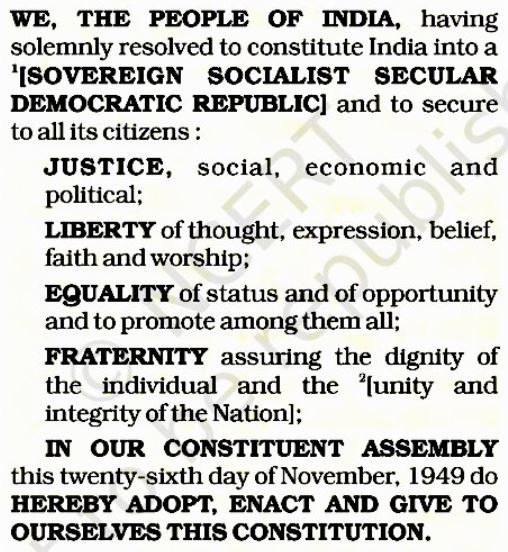 WE, THE PEOPLE OF INDIA, having
solemnly resolved to constitute India into a
¹[SOVEREIGN SOCIALIST SECULAR
DEMOCRATIC REPUBLIC] and to secure
to all its citizens :
JUSTICE, social, economic and
political;
LIBERTY of thought, expression, belief,
faith and worship;
EQUALITY of status and of opportunity
and to promote among them all;
FRATERNITY assuring the dignity of
the individual and the ²[unity and
integrity of the Nation];
IN OUR CONSTITUENT ASSEMBLY
this twenty-sixth day of November, 1949 do
HEREBY ADOPT, ENACT AND GIVE TO
OURSELVES THIS CONSTITUTION.
© NCERT
be republish